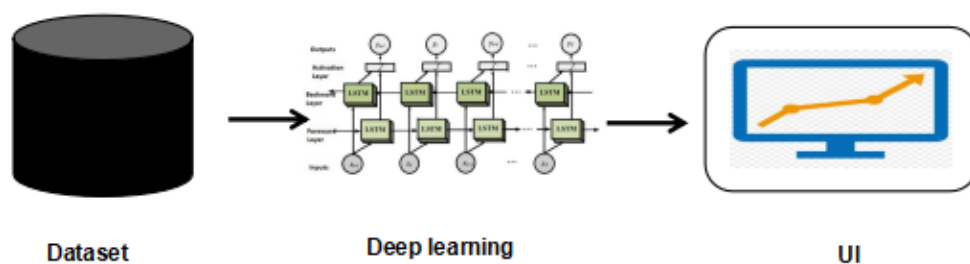 Outputs
Activation
Layer
Backward
Layer
LSTM LSTM LSTM LSTM
LSTM LSTM LSTM LSTM
Layer
Inputs
Dataset
Deep learning
UI